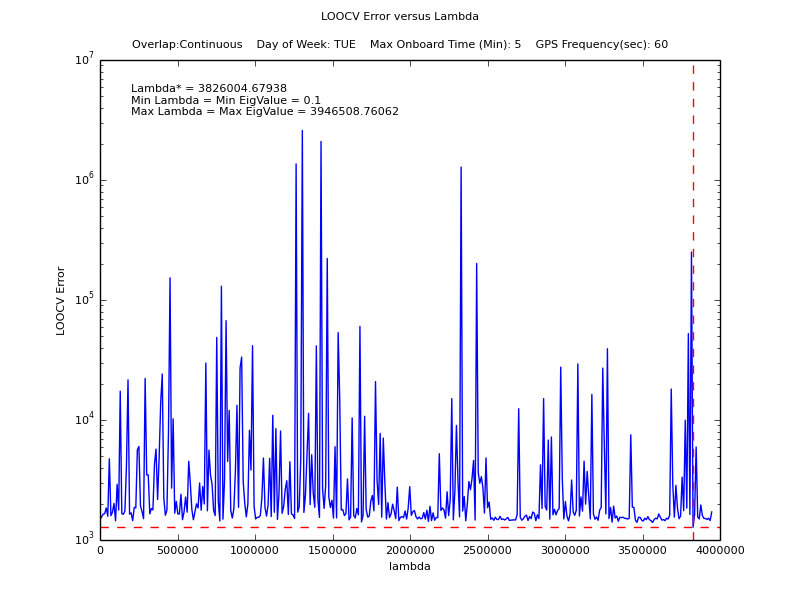 LOOCV Error versus Lambda
Overlap:Continuous    Day of Week: TUE    Max Onboard Time (Min): 5    GPS Frequency(sec): 60
10^7
Lambda* = 3826004.67938
Min Lambda = Min EigValue = 0.1
Max Lambda = Max EigValue = 3946508.76062
10^6
10^5
LOOCV Error
10^4
10^3
0 500000 1000000 1500000 2000000 2500000 3000000 3500000 4000000
lambda